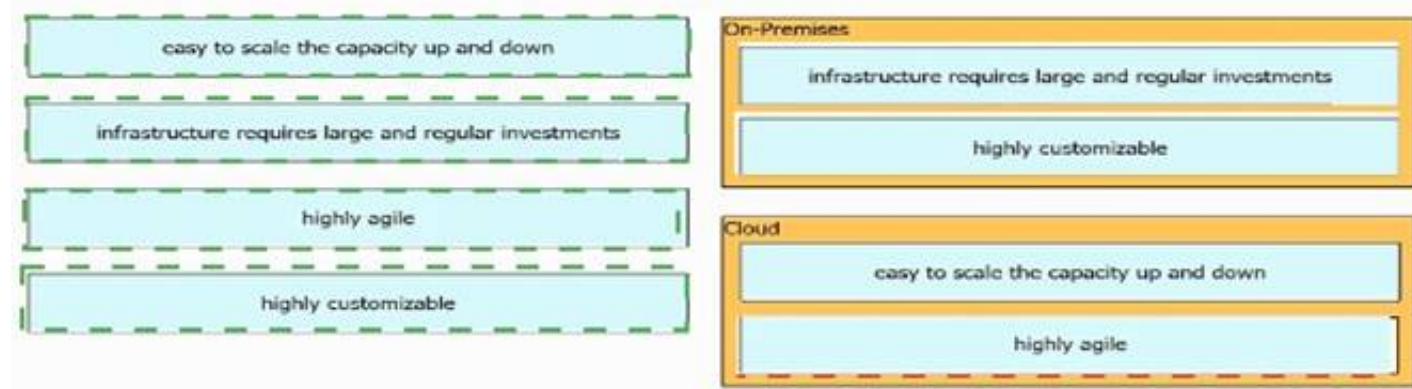 easy to scale the capacity up and down
infrastructure requires large and regular investments
highly agile
highly customizable
On-Premises
infrastructure requires large and regular investments
highly customizable
Cloud
easy to scale the capacity up and down
highly agile